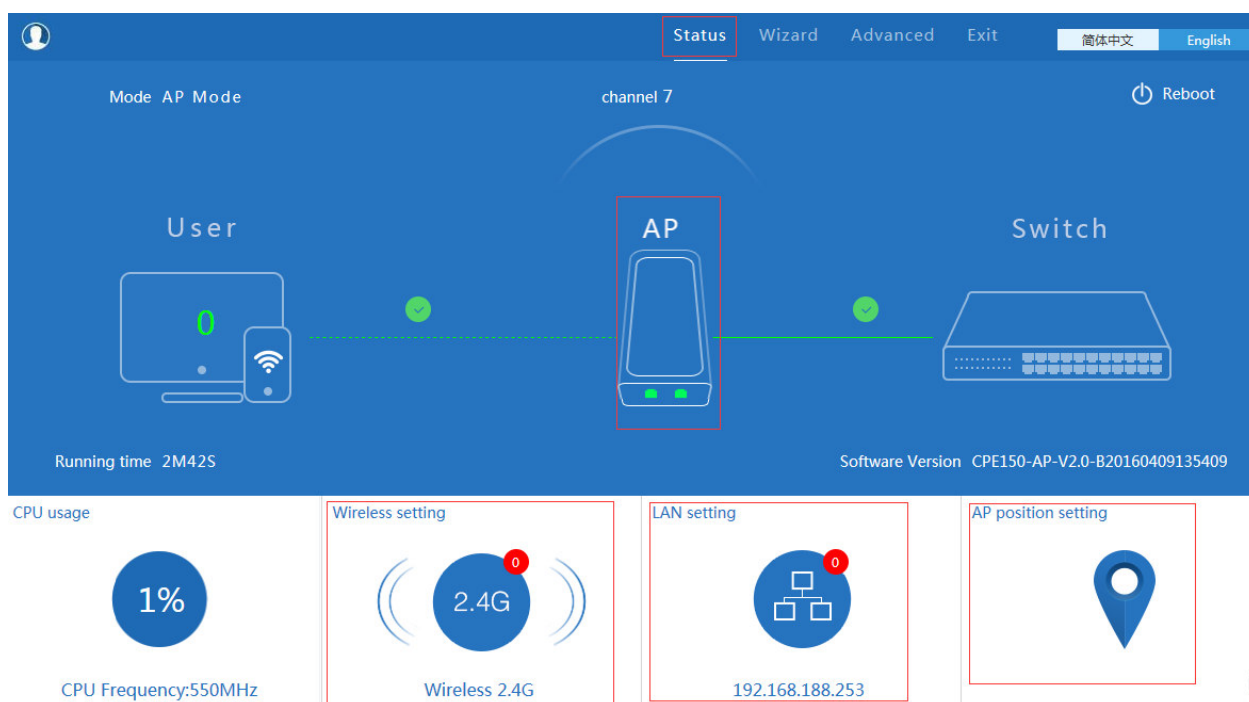 Status Wizard Advanced Exit 简体中文 English
Mode AP Mode channel 7 Reboot
User AP Switch
0
Running time 2M42S Software Version CPE150-AP-V2.0-B20160409135409
CPU usage Wireless setting LAN setting AP position setting
0 0
1% 2.4G
CPU Frequency:550MHz Wireless 2.4G 192.168.188.253